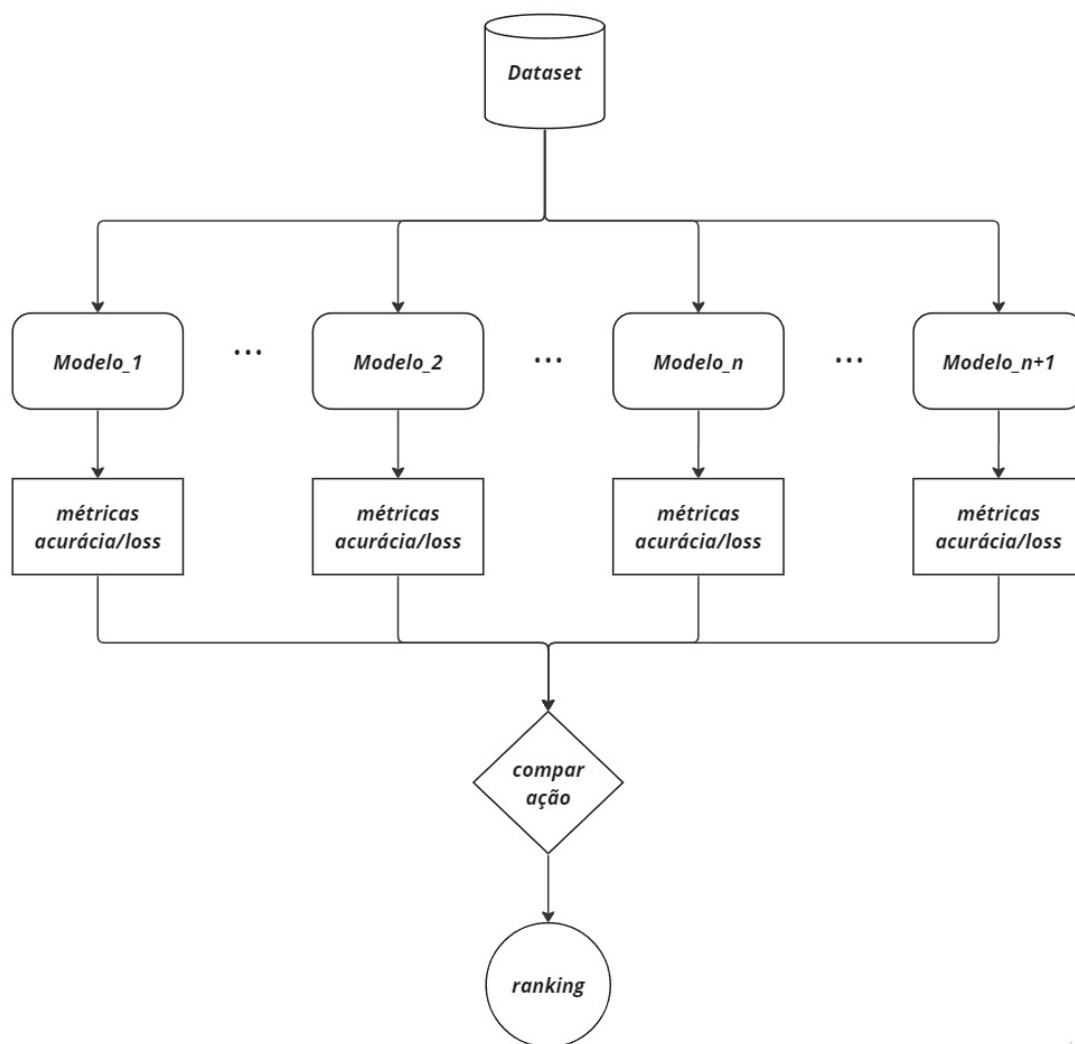 Dataset
Modelo_1
...
Modelo_2
...
Modelo_n
...
Modelo_n+1
métricas
acurácia/loss
métricas
acurácia/loss
métricas
acurácia/loss
métricas
acurácia/loss
compar
ação
ranking